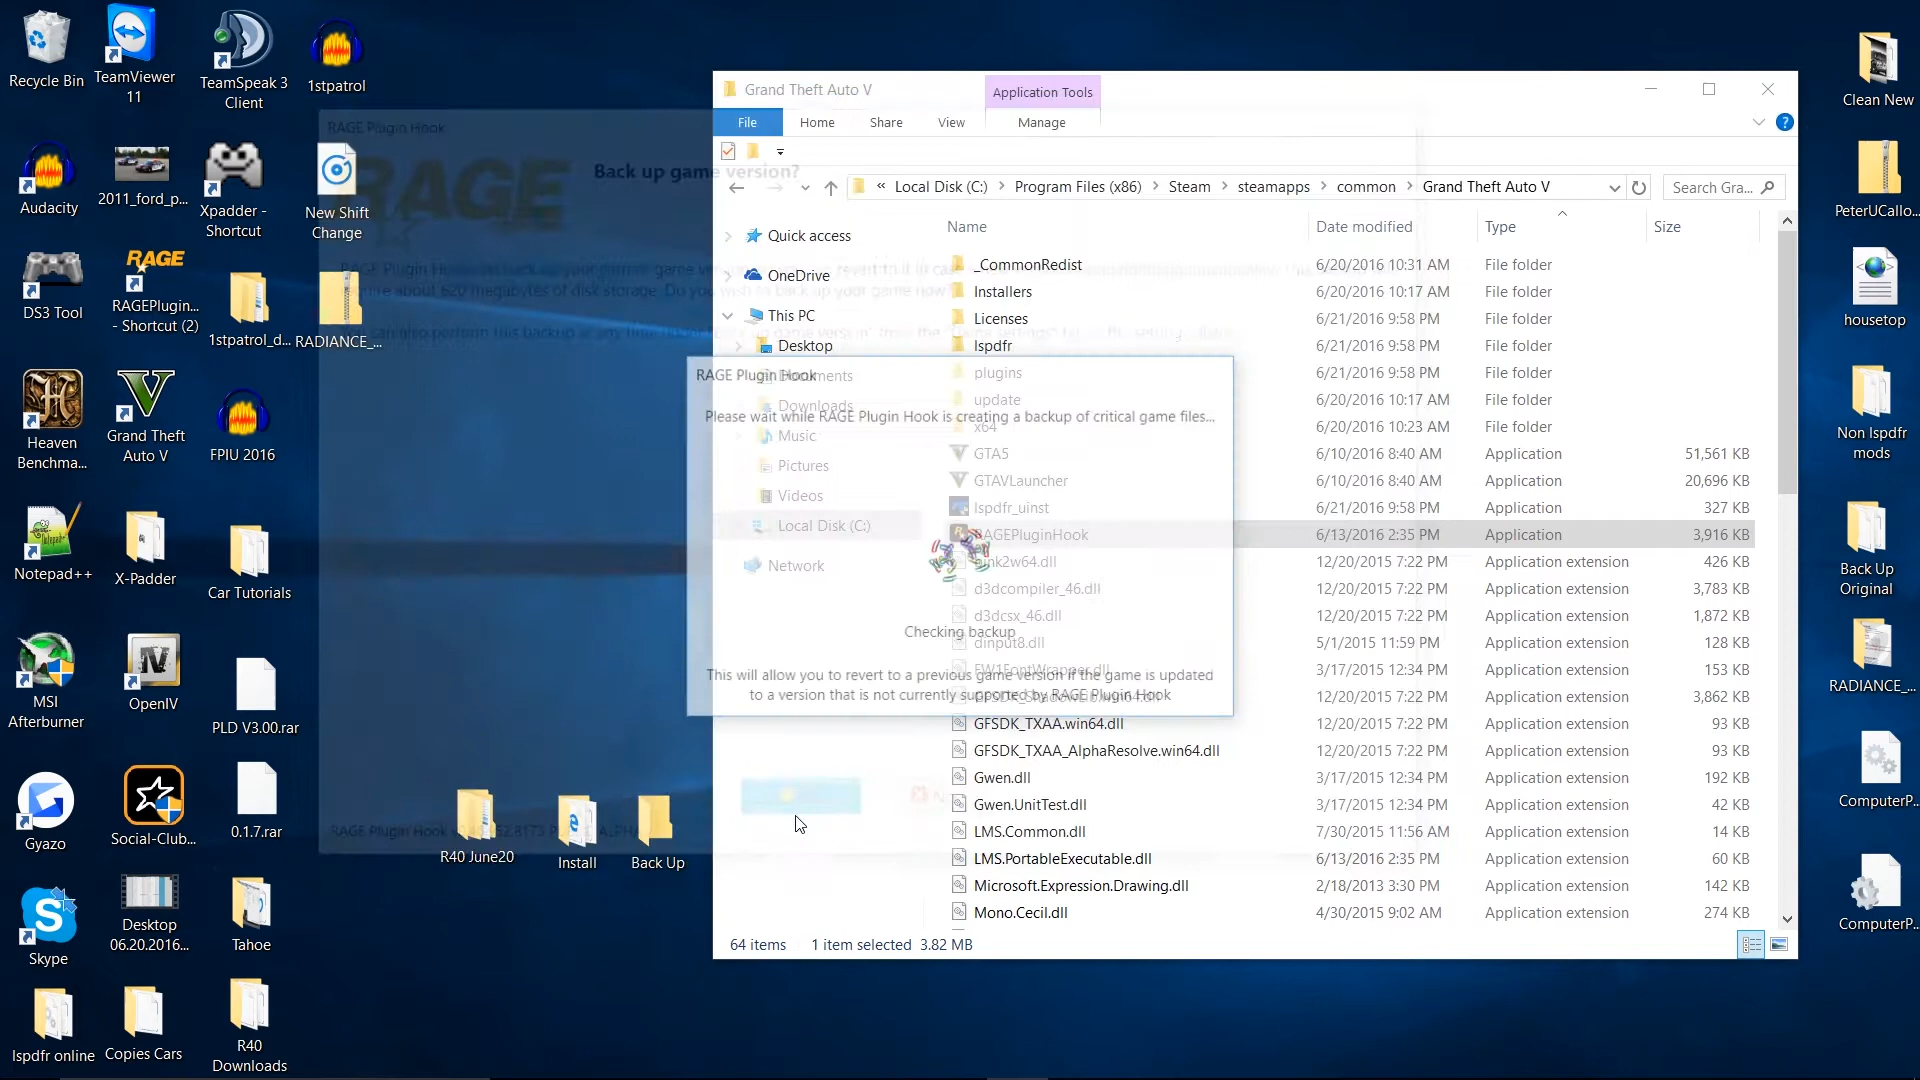 Recycle Bin
TeamViewer
11
TeamSpeak 3
Client
1stpatrol
Audacity
2011_ford_p...
Xpadder -
Shortcut
New Shift
Change
DS3 Tool
RAGE
RAGEPlugin...
- Shortcut (2)
1stpatrol_d...
RADIANCE_...
Heaven
Benchma...
Grand Theft
Auto V
FPIU 2016
Notepad++
X-Padder
Car Tutorials
MSI
Afterburner
OpenIV
PLD V3.00.rar
Gyazo
Social-Club...
0.1.7.rar
Skype
Desktop
06.20.2016...
Tahoe
lspdfr online
Copies Cars
R40
Downloads
R40 June20
Install
Back Up
RAGE Plugin Hook
RAGE
Back up game version?
Grand Theft Auto V
Application Tools
File
Home
Share
View
Manage
« Local Disk (C:) > Program Files (x86) > Steam > steamapps > common > Grand Theft Auto V
Search Gra...
Quick access
OneDrive
This PC
Desktop
Documents
Downloads
Music
Pictures
Videos
Local Disk (C:)
Network
Name Date modified Type Size
_CommonRedist 6/20/2016 10:31 AM File folder
Installers 6/20/2016 10:17 AM File folder
Licenses 6/21/2016 9:58 PM File folder
lspdfr 6/21/2016 9:58 PM File folder
plugins 6/21/2016 9:58 PM File folder
update 6/20/2016 10:17 AM File folder
x64 6/20/2016 10:23 AM File folder
GTA5 6/10/2016 8:40 AM Application 51,561 KB
GTAVLauncher 6/10/2016 8:40 AM Application 20,696 KB
lspdfr_uinst 6/21/2016 9:58 PM Application 327 KB
RAGEPluginHook 6/13/2016 2:35 PM Application 3,916 KB
bink2w64.dll 12/20/2015 7:22 PM Application extension 426 KB
d3dcompiler_46.dll 12/20/2015 7:22 PM Application extension 3,783 KB
d3dcsx_46.dll 12/20/2015 7:22 PM Application extension 1,872 KB
dinput8.dll 5/1/2015 11:59 PM Application extension 128 KB
FW1FontWrapper.dll 3/17/2015 12:34 PM Application extension 153 KB
GFSDK_ShadowLib.win64.dll 12/20/2015 7:22 PM Application extension 3,862 KB
GFSDK_TXAA.win64.dll 12/20/2015 7:22 PM Application extension 93 KB
GFSDK_TXAA_AlphaResolve.win64.dll 12/20/2015 7:22 PM Application extension 93 KB
Gwen.dll 3/17/2015 12:34 PM Application extension 192 KB
Gwen.UnitTest.dll 3/17/2015 12:34 PM Application extension 42 KB
LMS.Common.dll 7/30/2015 11:56 AM Application extension 14 KB
LMS.PortableExecutable.dll 6/13/2016 2:35 PM Application extension 60 KB
Microsoft.Expression.Drawing.dll 2/18/2013 3:30 PM Application extension 142 KB
Mono.Cecil.dll 4/30/2015 9:02 AM Application extension 274 KB
64 items 1 item selected 3.82 MB
RAGE Plugin Hook
Please wait while RAGE Plugin Hook is creating a backup of critical game files...
Checking backup
This will allow you to revert to a previous game version if the game is updated
to a version that is not currently supported by RAGE Plugin Hook
Clean New
PeterUCallo...
housetop
Non lspdfr
mods
Back Up
Original
RADIANCE_...
ComputerP...
ComputerP...